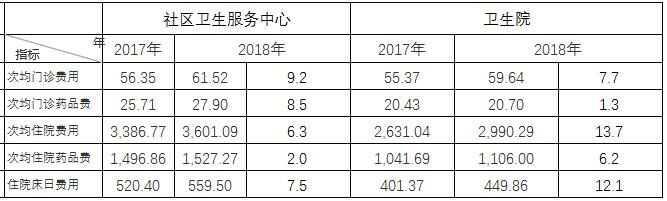 社区卫生服务中心 卫生院
年
指标 2017年 2018年 2017年 2018年
次均门诊费用 56.35 61.52 9.2 55.37 59.64 7.7
次均门诊药品费 25.71 27.90 8.5 20.43 20.70 1.3
次均住院费用 3,386.77 3,601.09 6.3 2,631.04 2,990.29 13.7
次均住院药品费 1,496.86 1,527.27 2.0 1,041.69 1,106.00 6.2
住院床日费用 520.40 559.50 7.5 401.37 449.86 12.1